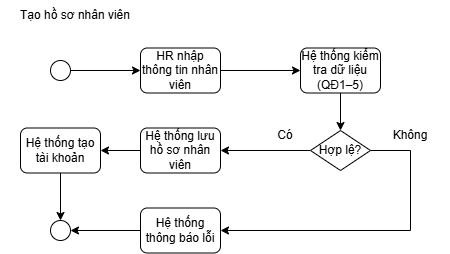 Tạo hồ sơ nhân viên
HR nhập
thông tin nhân
viên
Hệ thống kiểm
tra dữ liệu
(QĐ1–5)
Hợp lệ?
Có
Không
Hệ thống lưu
hồ sơ nhân
viên
Hệ thống tạo
tài khoản
Hệ thống
thông báo lỗi